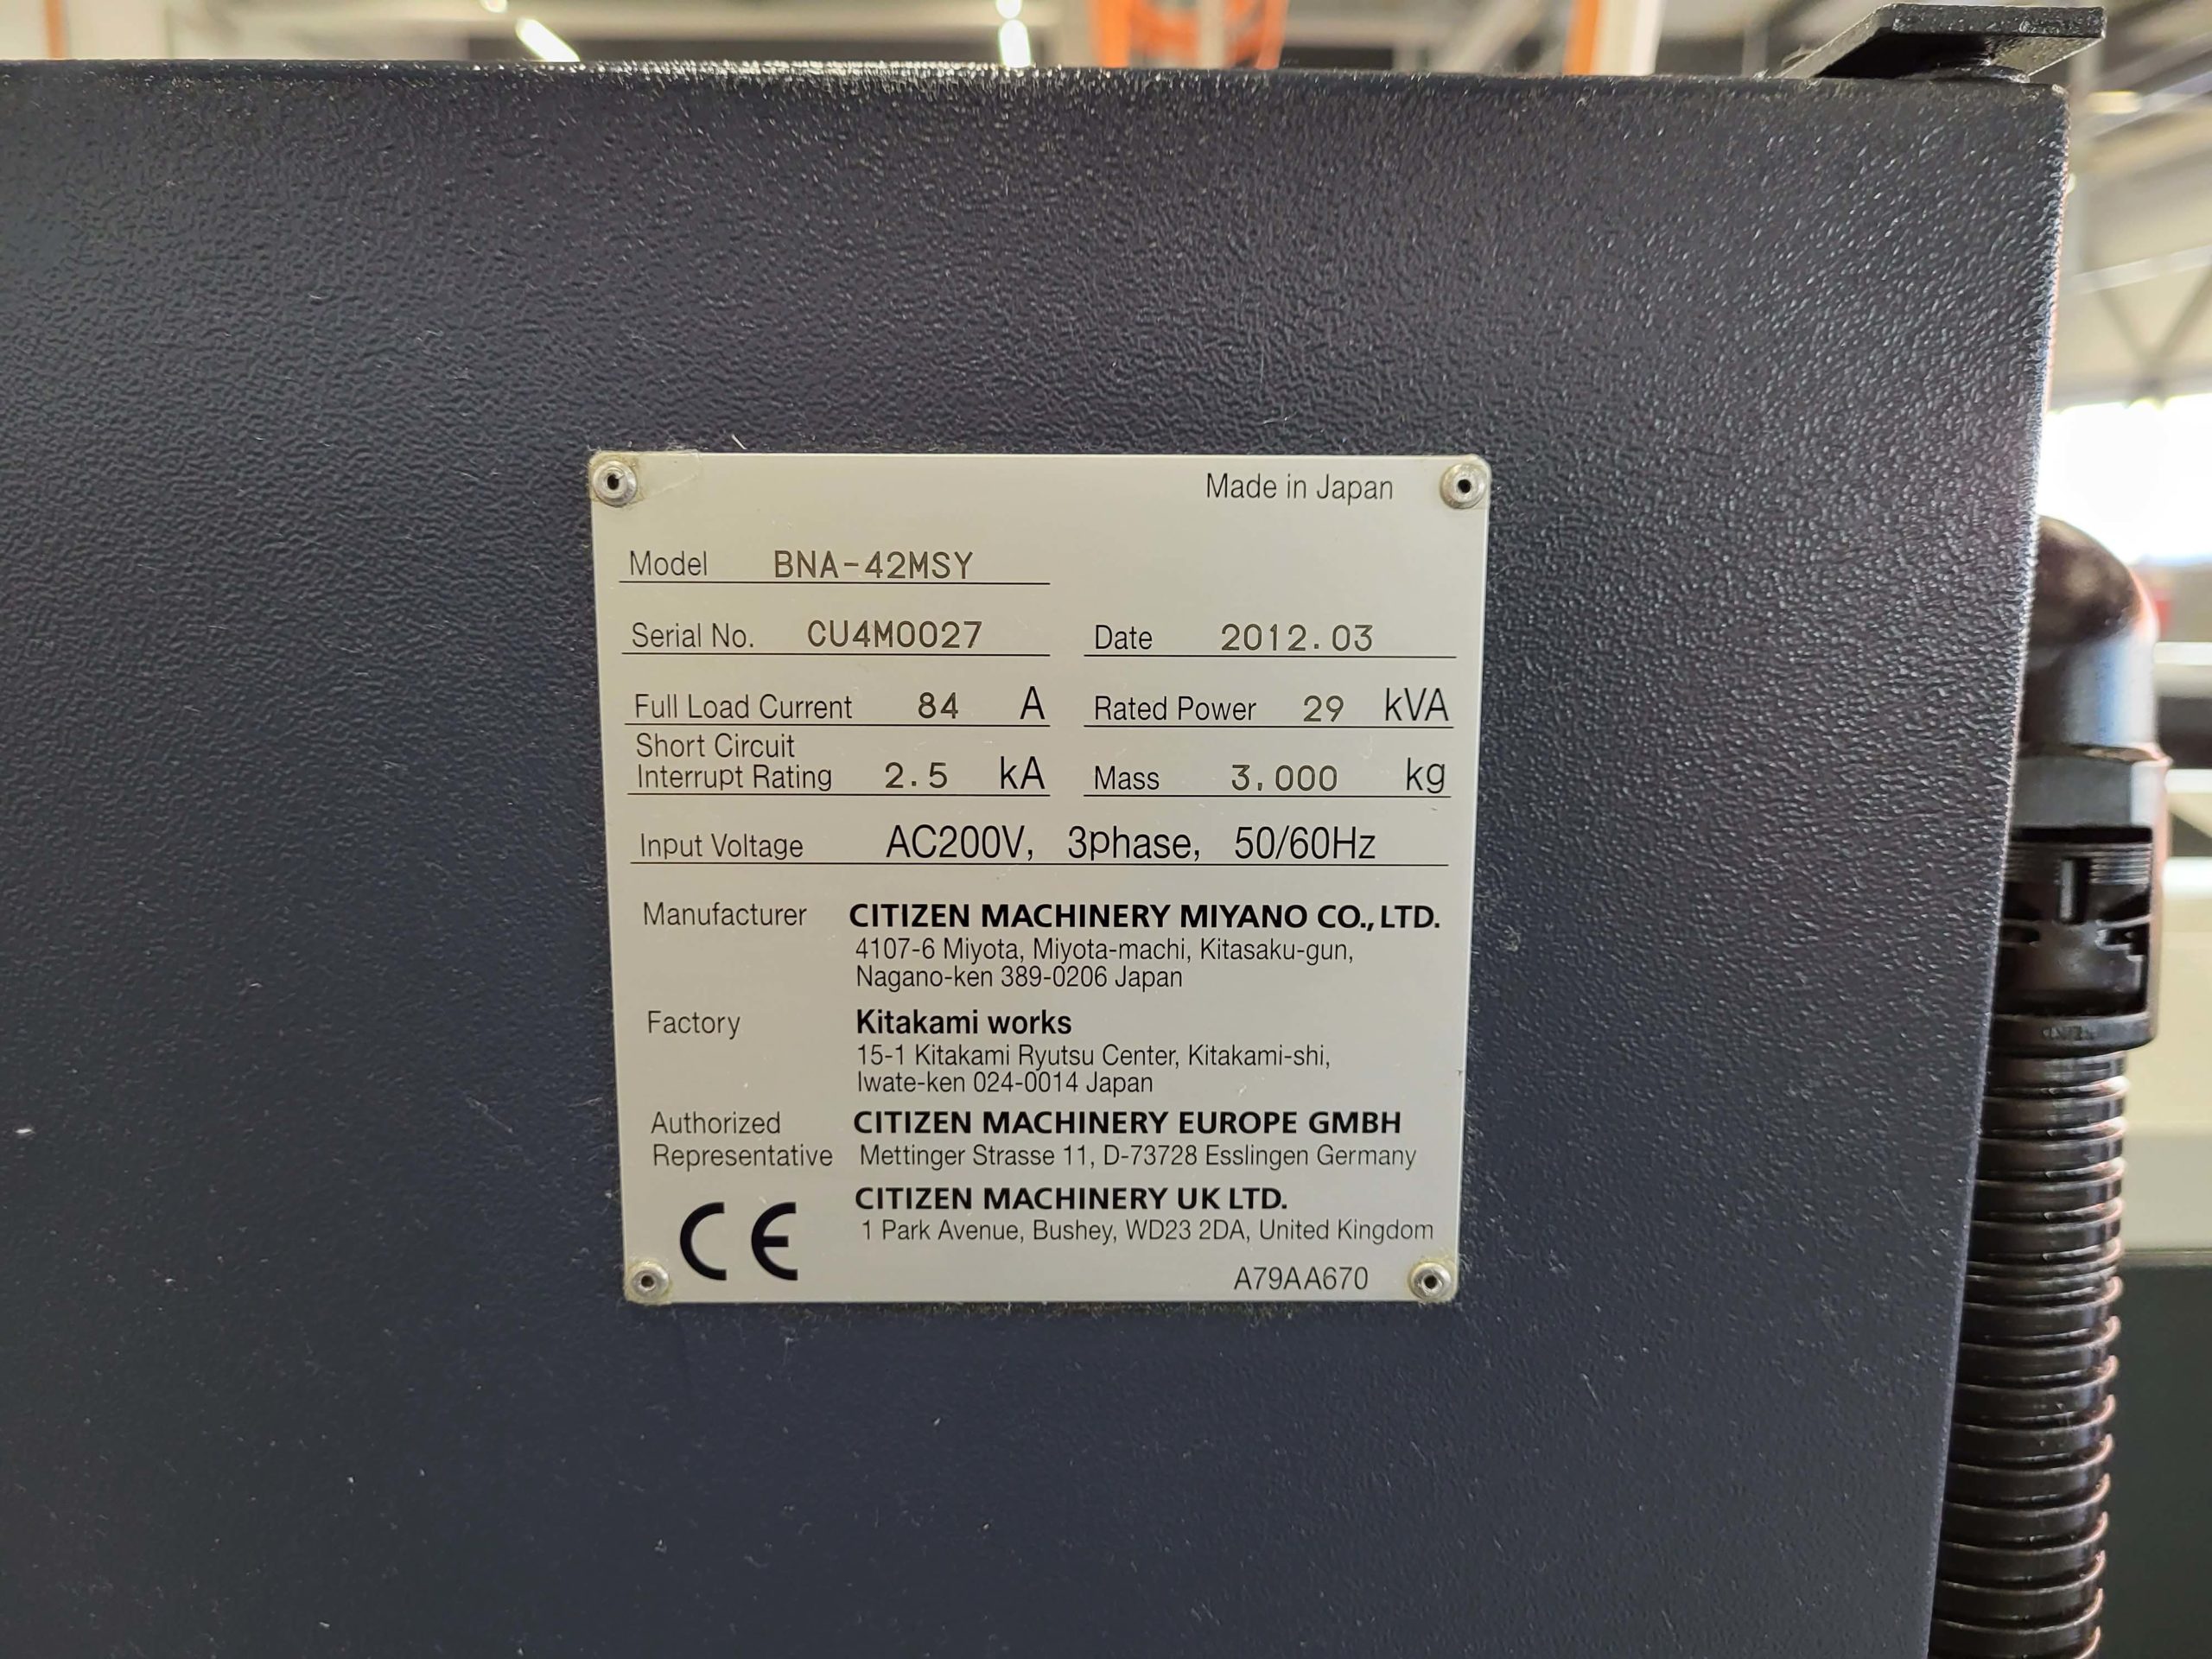 Made in Japan
Model BNA-42MSY
Serial No. CU4M0027 Date 2012.03
Full Load Current 84 A Rated Power 29 kVA
Short Circuit
Interrupt Rating 2.5 kA Mass 3,000 kg
Input Voltage AC200V, 3phase, 50/60Hz
Manufacturer CITIZEN MACHINERY MIYANO CO., LTD.
4107-6 Miyota, Miyota-machi, Kitasaku-gun,
Nagano-ken 389-0206 Japan
Factory Kitakami works
15-1 Kitakami Ryutsu Center, Kitakami-shi,
Iwate-ken 024-0014 Japan
Authorized CITIZEN MACHINERY EUROPE GMBH
Representative Mettinger Strasse 11, D-73728 Esslingen Germany
CITIZEN MACHINERY UK LTD.
CE 1 Park Avenue, Bushey, WD23 2DA, United Kingdom
A79AA670